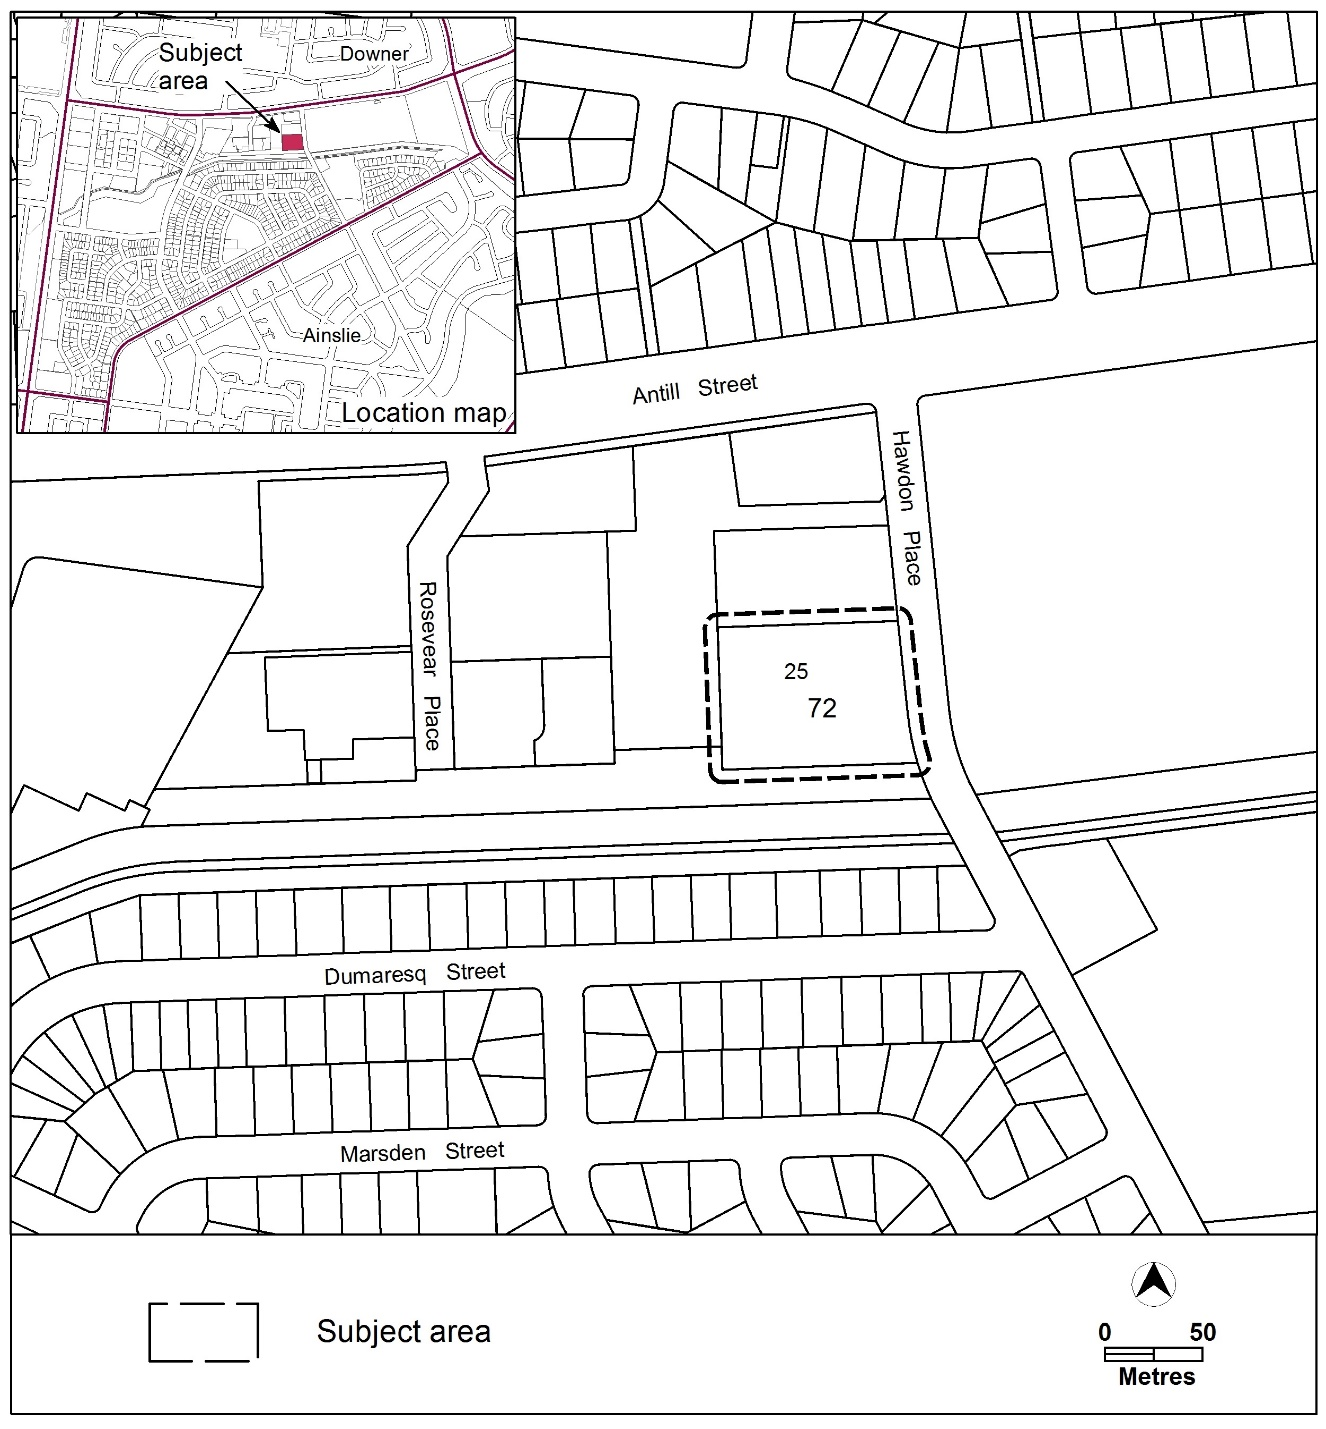 Subject
area
Downer
Ainslie
Location map
Antill Street
Hawdon Place
Rosevear Place
25
72
Dumaresq Street
Marsden Street
Subject area
0 50
Metres